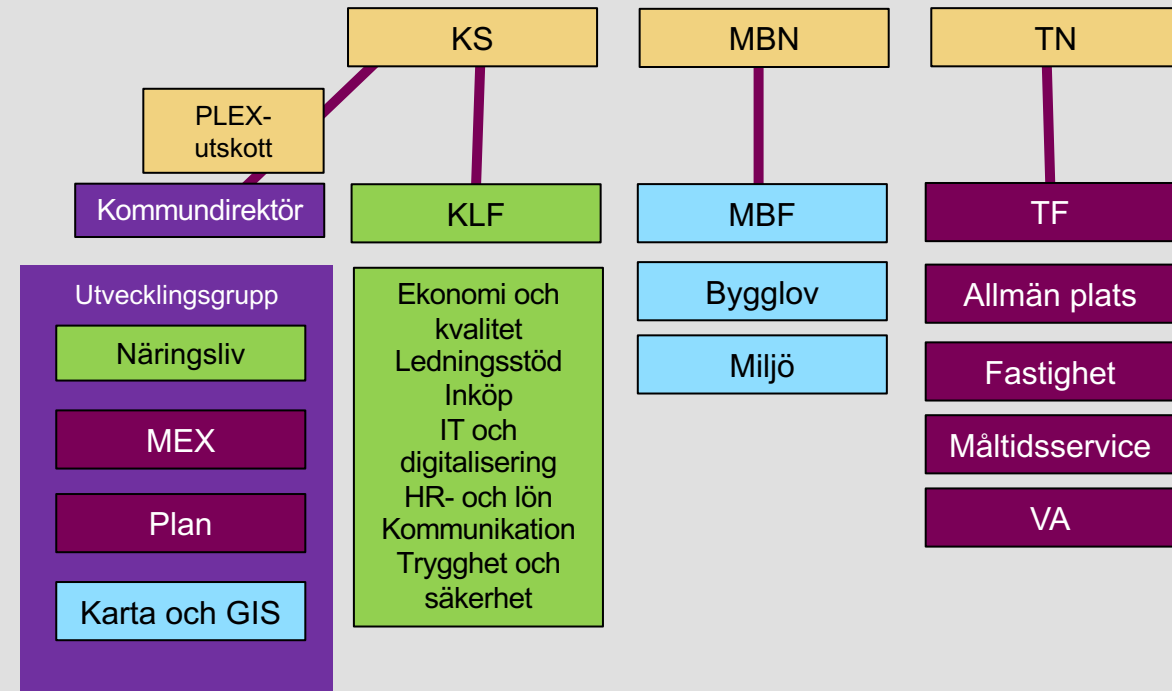 KS
MBN
TN
PLEX-
utskott
Kommundirektör
KLF
MBF
TF
Utvecklingsgrupp
Näringsliv
MEX
Plan
Karta och GIS
Ekonomi och
kvalitet
Ledningsstöd
Inköp
IT och
digitalisering
HR- och lön
Kommunikation
Trygghet och
säkerhet
Bygglov
Miljö
Allmän plats
Fastighet
Måltidsservice
VA